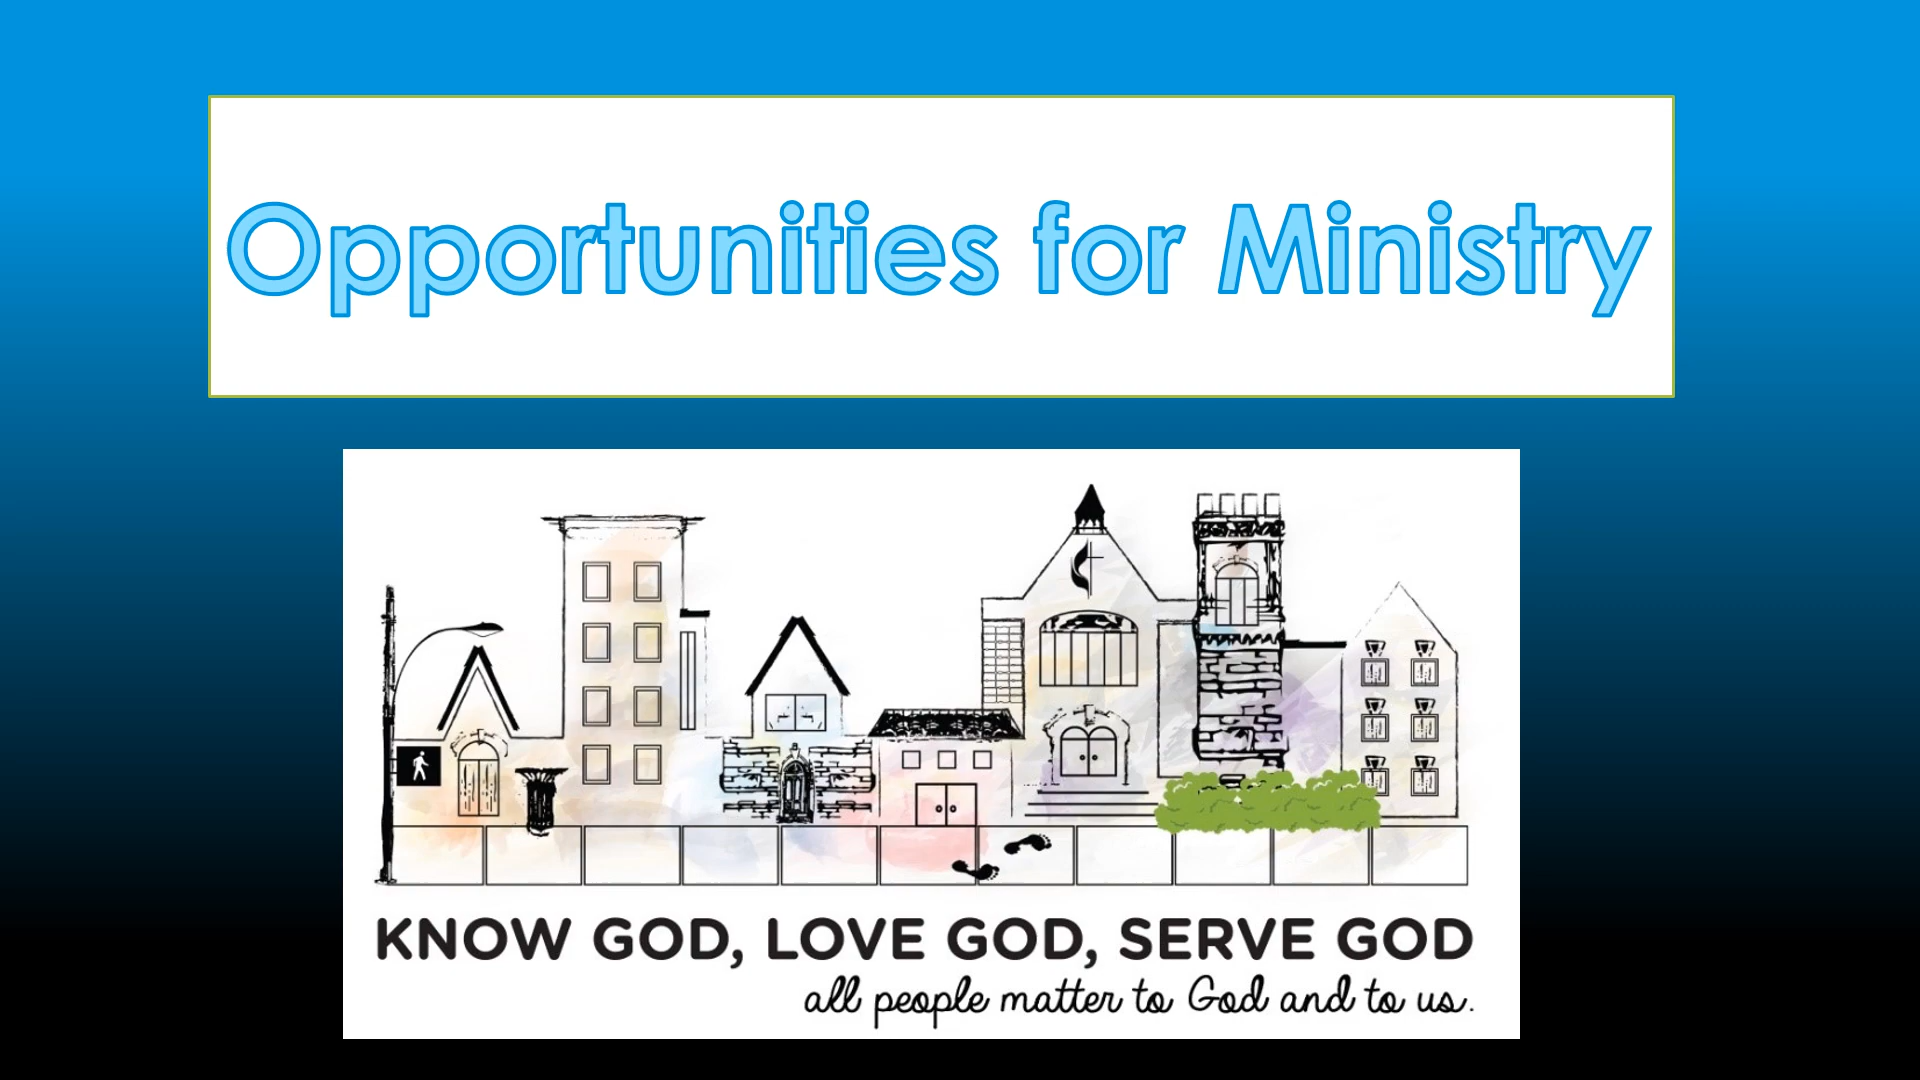 Opportunities for Ministry
KNOW GOD, LOVE GOD, SERVE GOD
all people matter to God and to us.